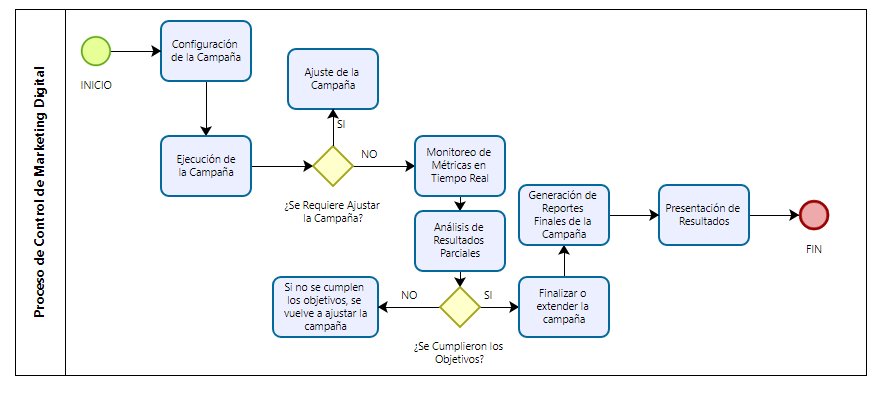 Proceso de Control de Marketing Digital
INICIO
Configuración
de la Campaña
Ejecución de
la Campaña
¿Se Requiere Ajustar
la Campaña?
SI
Ajuste de la
Campaña
NO
Monitoreo de
Métricas en
Tiempo Real
Análisis de
Resultados
Parciales
¿Se Cumplieron los
Objetivos?
NO
Si no se cumplen
los objetivos, se
vuelve a ajustar la
campaña
SI
Finalizar o
extender la
campaña
Generación de
Reportes
Finales de la
Campaña
Presentación de
Resultados
FIN